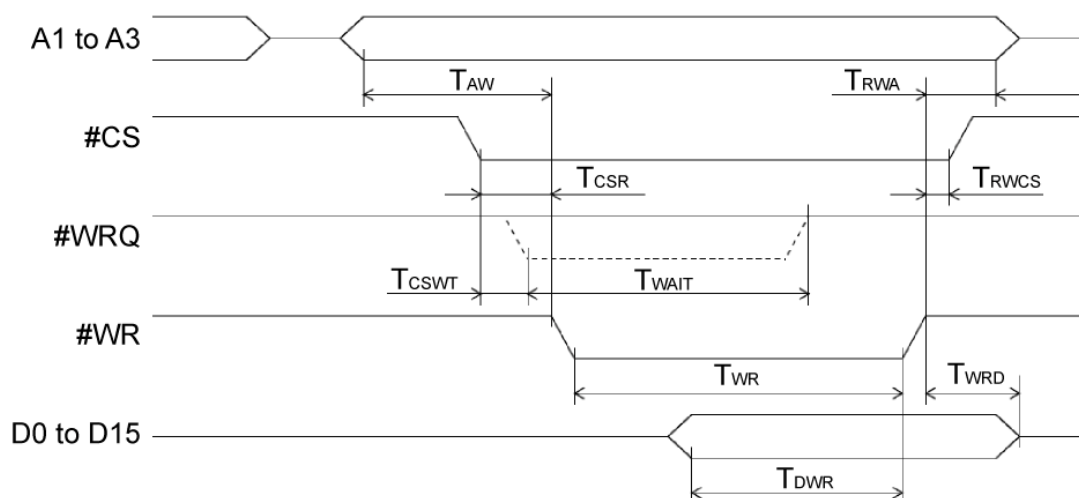 A1 to A3
TAW
TRWA
#CS
TCSR
TRWCS
#WRQ
TCSWT
TWAIT
#WR
TWR
TWRD
D0 to D15
TDWR